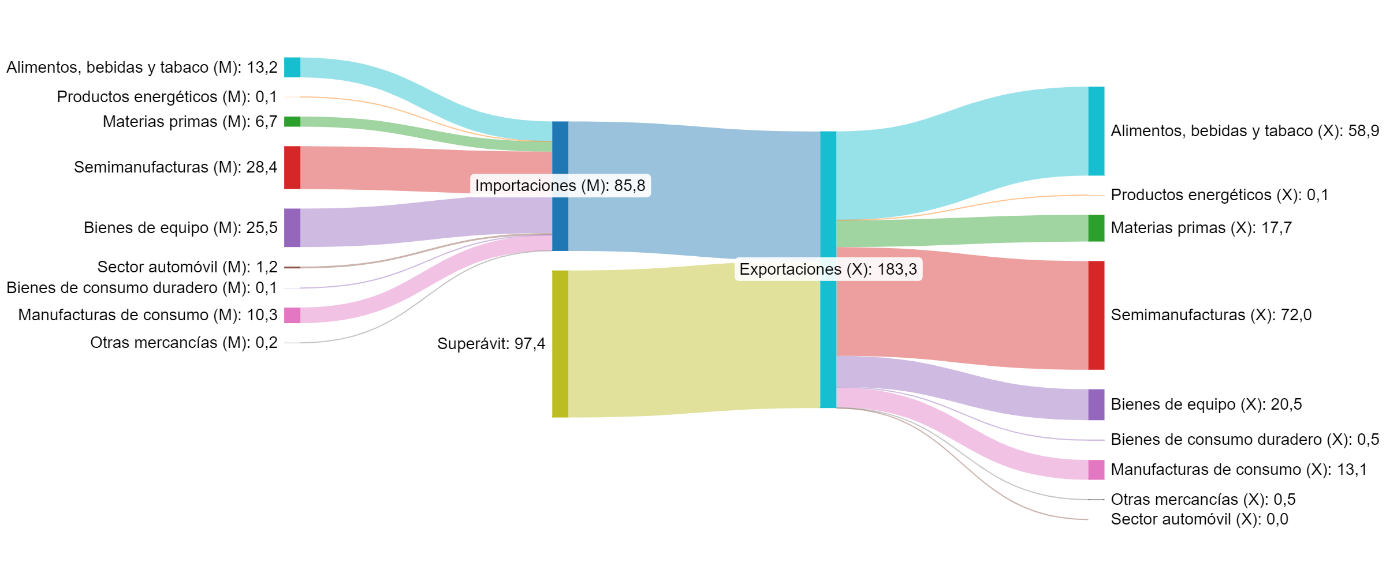 Alimentos, bebidas y tabaco (M): 13,2
Productos energéticos (M): 0,1
Materias primas (M): 6,7
Semimanufacturas (M): 28,4
Bienes de equipo (M): 25,5
Sector automóvil (M): 1,2
Bienes de consumo duradero (M): 0,1
Manufacturas de consumo (M): 10,3
Otras mercancías (M): 0,2
Importaciones (M): 85,8
Superávit: 97,4
Exportaciones (X): 183,3
Alimentos, bebidas y tabaco (X): 58,9
Productos energéticos (X): 0,1
Materias primas (X): 17,7
Semimanufacturas (X): 72,0
Bienes de equipo (X): 20,5
Bienes de consumo duradero (X): 0,5
Manufacturas de consumo (X): 13,1
Otras mercancías (X): 0,5
Sector automóvil (X): 0,0